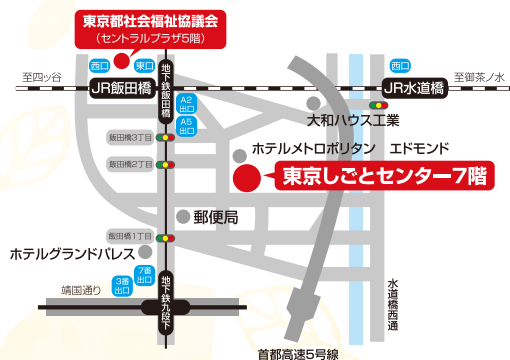 東京都社会福祉協議会
（セントラルプラザ5階）
西口
東口
西口
至四ッ谷
JR飯田橋
地下鉄飯田橋
JR水道橋
至御茶ノ水
A2
出口
A5
出口
大和ハウス工業
飯田橋3丁目
ホテルメトロポリタン　エドモンド
飯田橋2丁目
東京しごとセンター7階
郵便局
飯田橋1丁目
ホテルグランドパレス
7番
出口
3番
出口
靖国通り
地下鉄九段下
水道橋西通
首都高速5号線